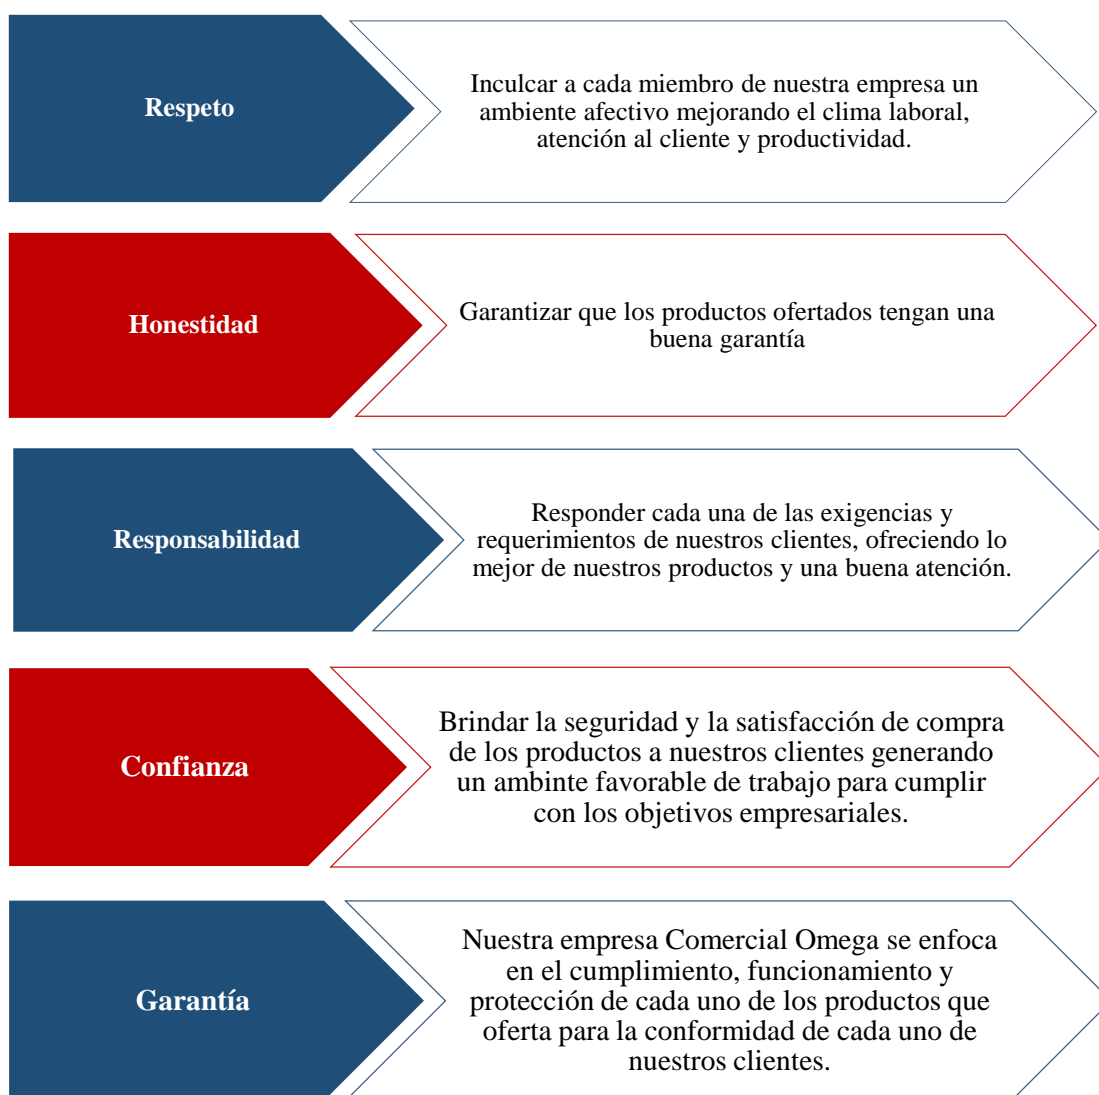 Respeto
Inculcar a cada miembro de nuestra empresa un
ambiente afectivo mejorando el clima laboral,
atención al cliente y productividad.
Honestidad
Garantizar que los productos ofertados tengan una
buena garantía
Responsabilidad
Responder cada una de las exigencias y
requerimientos de nuestros clientes, ofreciendo lo
mejor de nuestros productos y una buena atención.
Confianza
Brindar la seguridad y la satisfacción de compra
de los productos a nuestros clientes generando
un ambinte favorable de trabajo para cumplir
con los objetivos empresariales.
Garantía
Nuestra empresa Comercial Omega se enfoca
en el cumplimiento, funcionamiento y
protección de cada uno de los productos que
oferta para la conformidad de cada uno de
nuestros clientes.